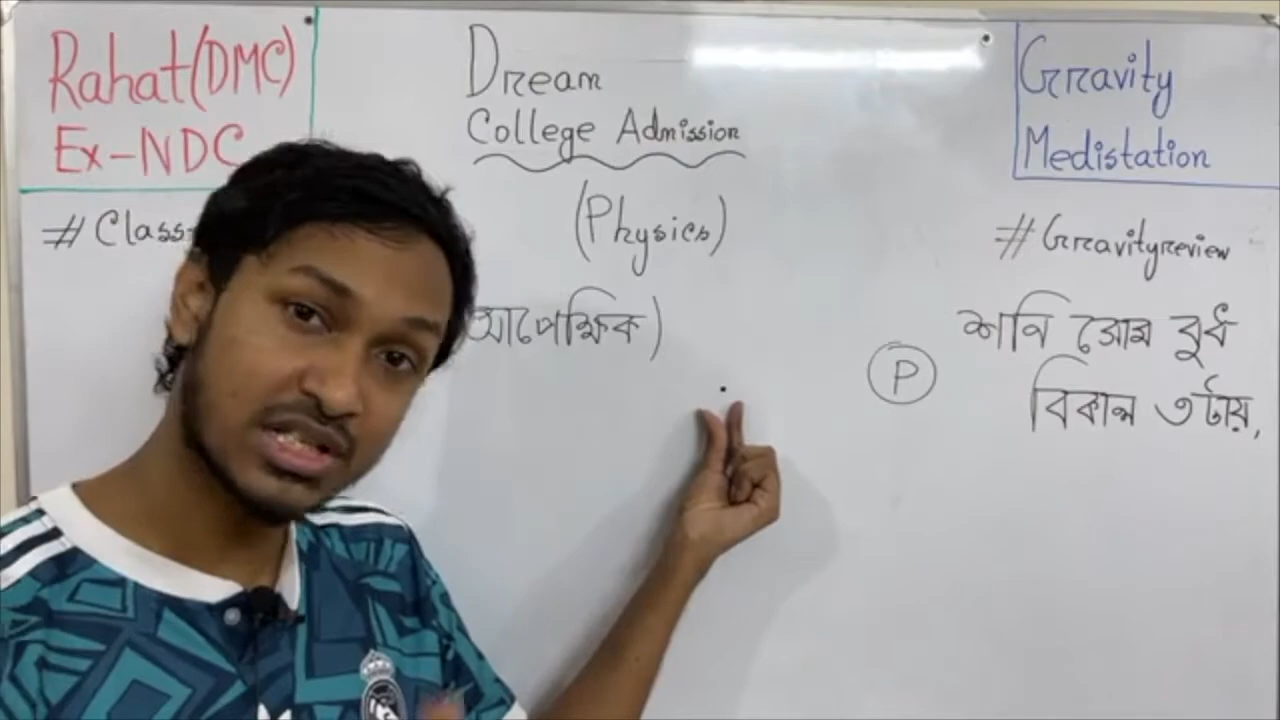 Rahat(DMC)
Ex-NDC
Dream
College Admission
(Physics)
Gravity
Medistation
#Class-
#Gravityreview
আপেক্ষিক)
শনি সোম বুধ
P
বিকাল ৩টায়,